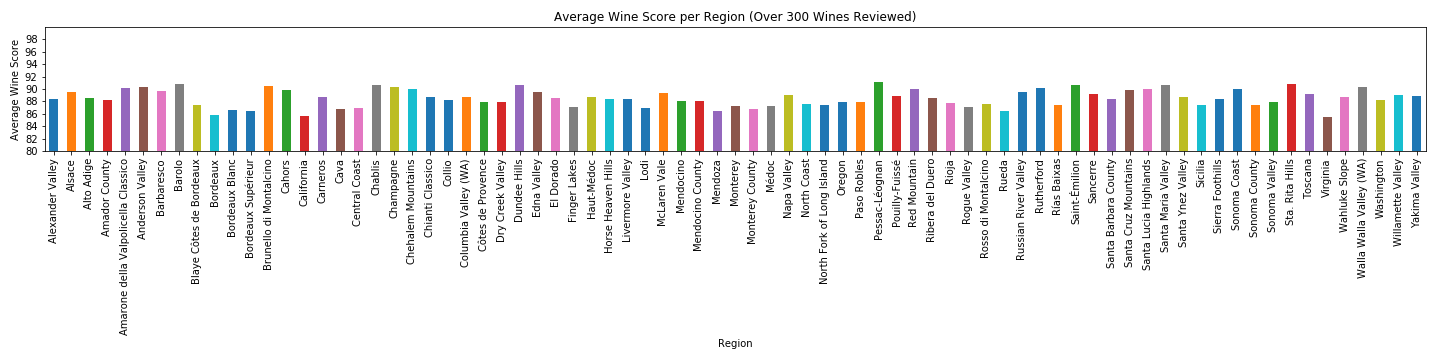 Average Wine Score per Region (Over 300 Wines Reviewed)
Average Wine Score
98
96
94
92
90
88
86
84
82
80
Alexander Valley
Alsace
Alto Adige
Amador County
Amarone della Valpolicella Classico
Anderson Valley
Barbaresco
Barolo
Blaye Côtes de Bordeaux
Bordeaux
Bordeaux Blanc
Bordeaux Supérieur
Brunello di Montalcino
Cahors
California
Carneros
Cava
Central Coast
Chablis
Champagne
Chehalem Mountains
Chianti Classico
Collio
Columbia Valley (WA)
Côtes de Provence
Dry Creek Valley
Dundee Hills
Edna Valley
El Dorado
Finger Lakes
Haut-Médoc
Horse Heaven Hills
Livermore Valley
Lodi
McLaren Vale
Mendocino
Mendocino County
Mendoza
Monterey
Monterey County
Médoc
Napa Valley
North Coast
North Fork of Long Island
Oregon
Paso Robles
Pessac-Léognan
Pouilly-Fuissé
Red Mountain
Ribera del Duero
Rioja
Rogue Valley
Rosso di Montalcino
Rueda
Russian River Valley
Rutherford
Rías Baixas
Saint-Émilion
Sancerre
Santa Barbara County
Santa Cruz Mountains
Santa Lucia Highlands
Santa Maria Valley
Santa Ynez Valley
Sicilia
Sierra Foothills
Sonoma Coast
Sonoma County
Sonoma Valley
Sta. Rita Hills
Toscana
Virginia
Wahluke Slope
Walla Walla Valley (WA)
Washington
Willamette Valley
Yakima Valley
Region